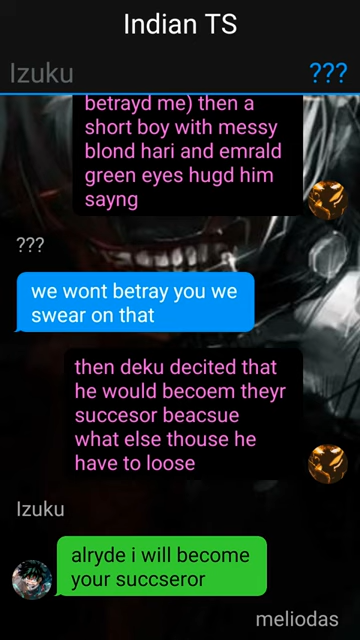 Indian TS
Izuku ???
betrayd me) then a
short boy with messy
blond hari and emrald
green eyes hugd him
sayng
???
we wont betray you we
swear on that
then deku decited that
he would becoem theyr
succesor beacsue
what else thouse he
have to loose
Izuku
alryde i will become
your succseror
meliodas